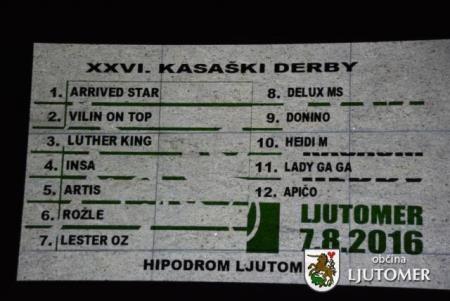 XXVI. KASAŠKI DERBY
1. ARRIVED STAR
2. VILIN ON TOP
3. LUTHER KING
4. INSA
5. ARTIS
6. ROŽLE
7. LESTER OZ
8. DELUX MS
9. DONINO
10. HEIDI M
11. LADY GA GA
12. APIČO
LJUTOMER
7.8.2016
HIPODROM LJUTOM
občina
LJUTOMER